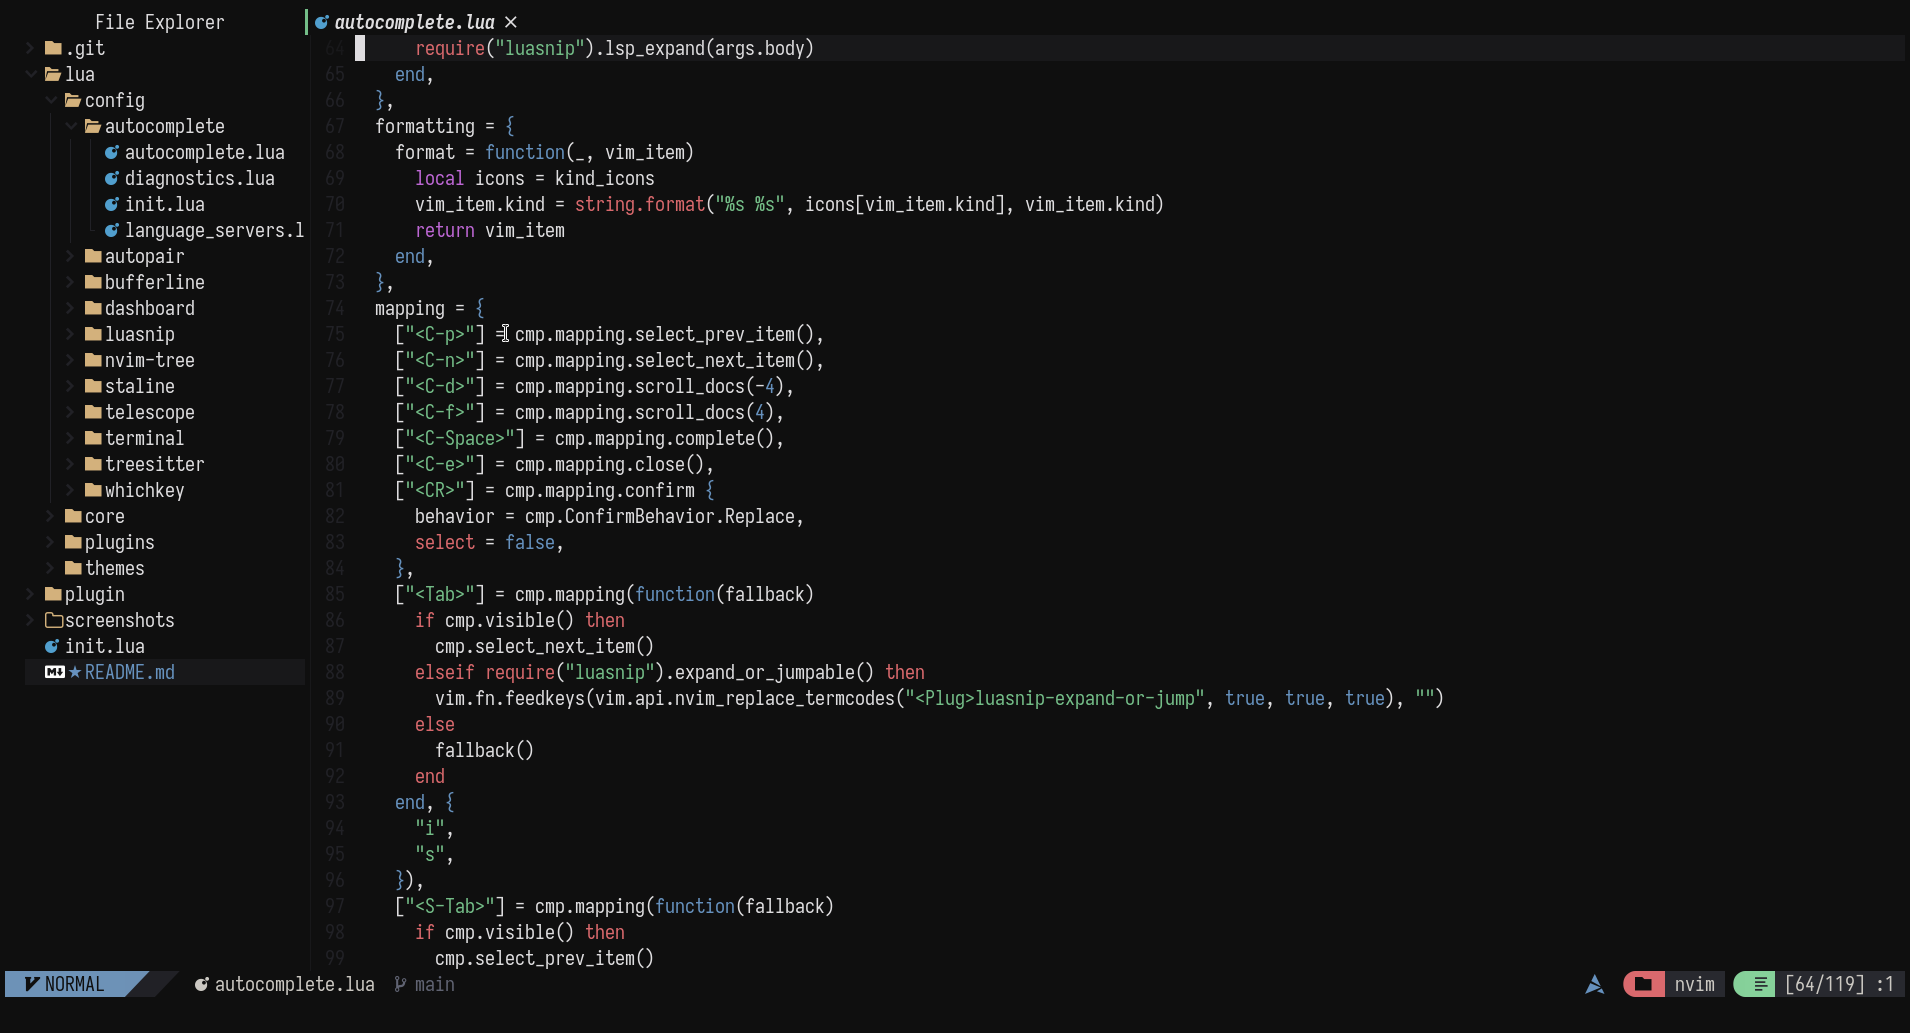 File Explorer
.git
lua
config
autocomplete
autocomplete.lua
diagnostics.lua
init.lua
language_servers.l
autopair
bufferline
dashboard
luasnip
nvim-tree
staline
telescope
terminal
treesitter
whichkey
core
plugins
themes
plugin
screenshots
init.lua
README.md
autocomplete.lua
64 require("luasnip").lsp_expand(args.body)
65 end,
66 },
67 formatting = {
68 format = function(_, vim_item)
69 local icons = kind_icons
70 vim_item.kind = string.format("%s %s", icons[vim_item.kind], vim_item.kind)
71 return vim_item
72 end,
73 },
74 mapping = {
75 ["<C-p>"] = cmp.mapping.select_prev_item(),
76 ["<C-n>"] = cmp.mapping.select_next_item(),
77 ["<C-d>"] = cmp.mapping.scroll_docs(-4),
78 ["<C-f>"] = cmp.mapping.scroll_docs(4),
79 ["<C-Space>"] = cmp.mapping.complete(),
80 ["<C-e>"] = cmp.mapping.close(),
81 ["<CR>"] = cmp.mapping.confirm {
82 behavior = cmp.ConfirmBehavior.Replace,
83 select = false,
84 },
85 ["<Tab>"] = cmp.mapping(function(fallback)
86 if cmp.visible() then
87 cmp.select_next_item()
88 elseif require("luasnip").expand_or_jumpable() then
89 vim.fn.feedkeys(vim.api.nvim_replace_termcodes("<Plug>luasnip-expand-or-jump", true, true, true), "")
90 else
91 fallback()
92 end
93 end, {
94 "i",
95 "s",
96 }),
97 ["<S-Tab>"] = cmp.mapping(function(fallback)
98 if cmp.visible() then
99 cmp.select_prev_item()
NORMAL autocomplete.lua main nvim [64/119] :1